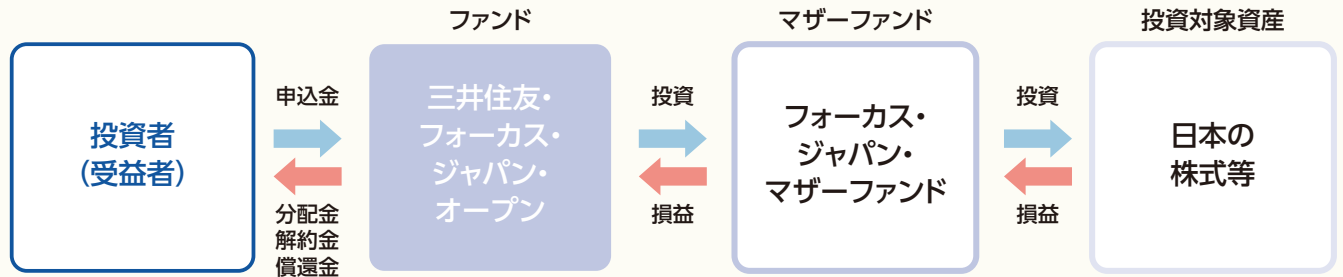 ファンド
マザーファンド
投資対象資産
投資者
(受益者)
申込金
分配金
解約金
償還金
三井住友・
フォーカス・
ジャパン・
オープン
投資
損益
フォーカス・
ジャパン・
マザーファンド
投資
損益
日本の
株式等